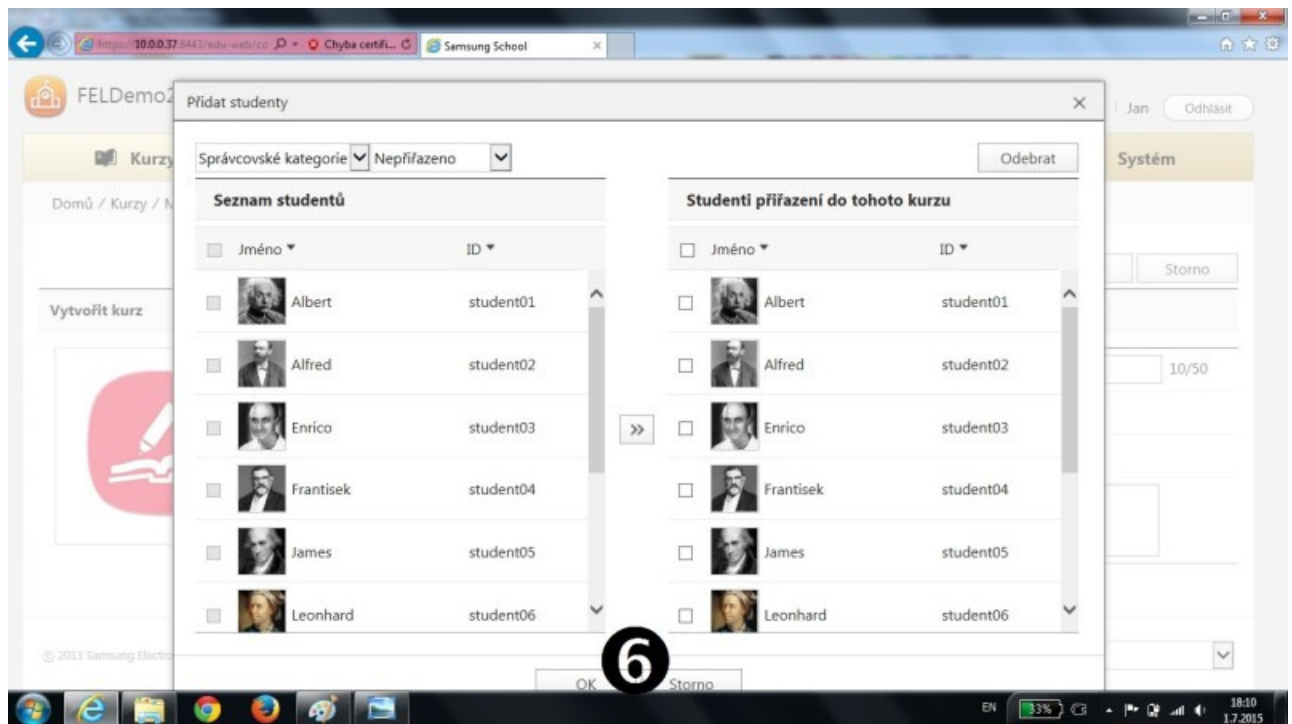 https://10.0.0.37:8443/edu-web/co
Chyba certifi...
Samsung School
FELDemo2
Jan
Odhlásit
Kurzy
Systém
Domů / Kurzy /
Storno
Vytvořit kurz
10/50
Přidat studenty
Správcovské kategorie
Nepřiřazeno
Odebrat
Seznam studentů
Studenti přiřazení do tohoto kurzu
Jméno ID
Jméno ID
Albert student01
Albert student01
Alfred student02
Alfred student02
Enrico student03
»
Enrico student03
Frantisek student04
Frantisek student04
James student05
James student05
Leonhard student06
Leonhard student06
© 2013 Samsung Electro
OK
6
Storno
EN
33%
18:10
1.7.2015